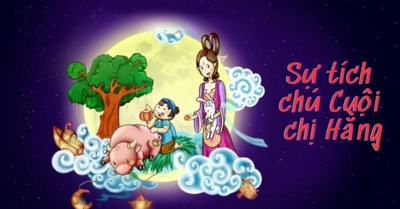 Sự tích
chú Cuội
chị Hằng